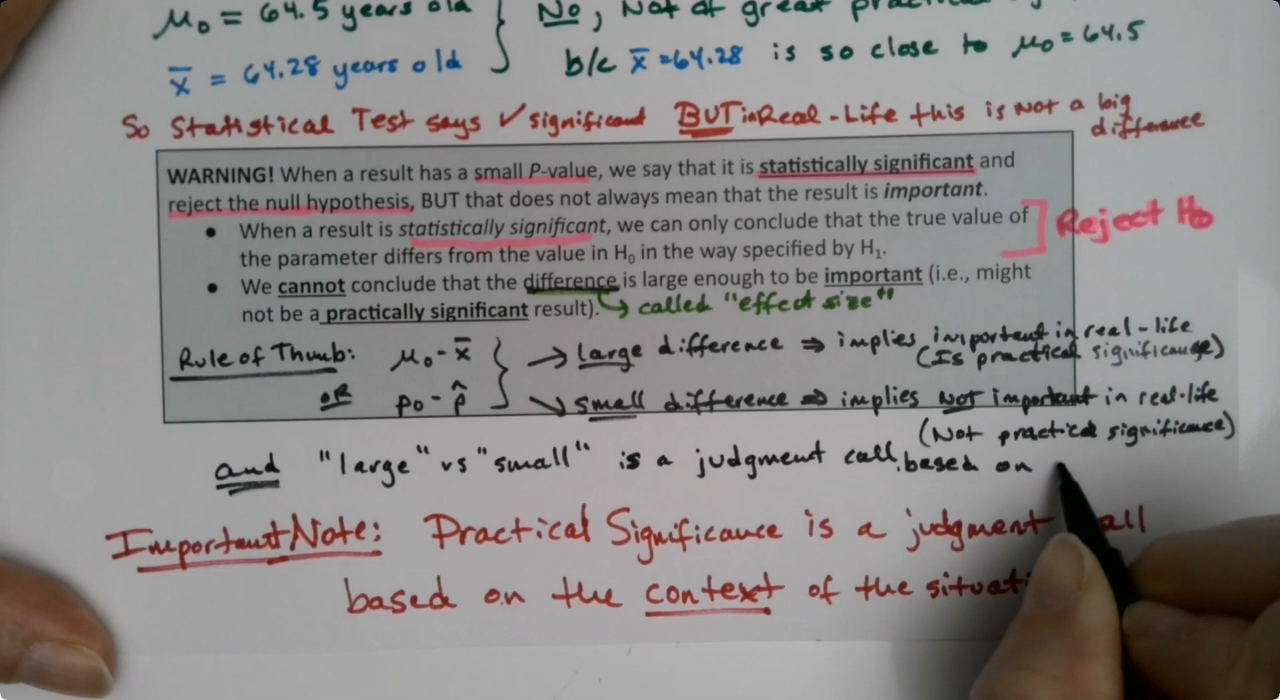 μ₀ = 64.5 years old } No, Not of great
x̄ = 64.28 years old b/c x̄ = 64.28 is so close to μ₀ = 64.5
So Statistical Test says ✓ significant BUT in Real-Life this is Not a big
difference
WARNING! When a result has a small P-value, we say that it is statistically significant and
reject the null hypothesis, BUT that does not always mean that the result is important.
• When a result is statistically significant, we can only conclude that the true value of
the parameter differs from the value in H₀ in the way specified by H₁.
] Reject H₀
• We cannot conclude that the difference is large enough to be important (i.e., might
not be a practically significant result). ↳ called "effect size"
Rule of Thumb: μ₀ - x̄ } → large difference ⇒ implies important in real-life
(Is practical significance)
OR p₀ - p̂ ↘ small difference ⇒ implies Not important in real-life
(Not practical significance)
and "large" vs "small" is a judgment call based on
Important Note: Practical Significance is a judgment
based on the context of the